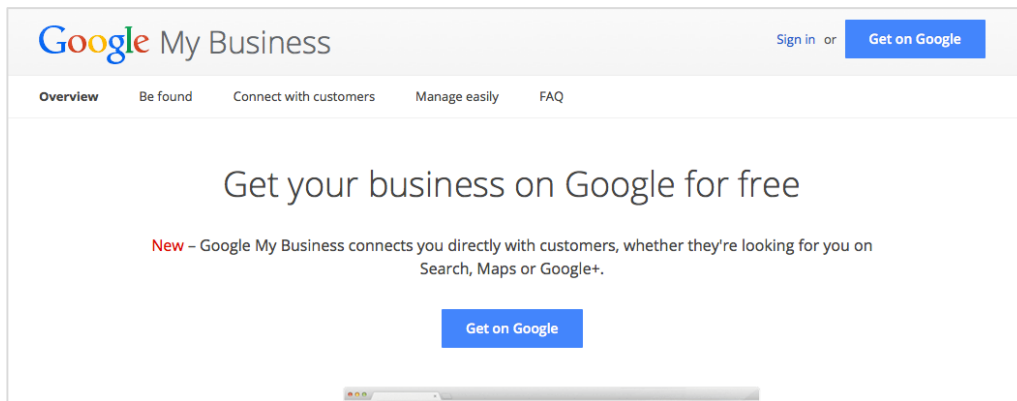 Google My Business
Sign in or Get on Google
Overview Be found Connect with customers Manage easily FAQ
Get your business on Google for free
New – Google My Business connects you directly with customers, whether they're looking for you on
Search, Maps or Google+.
Get on Google